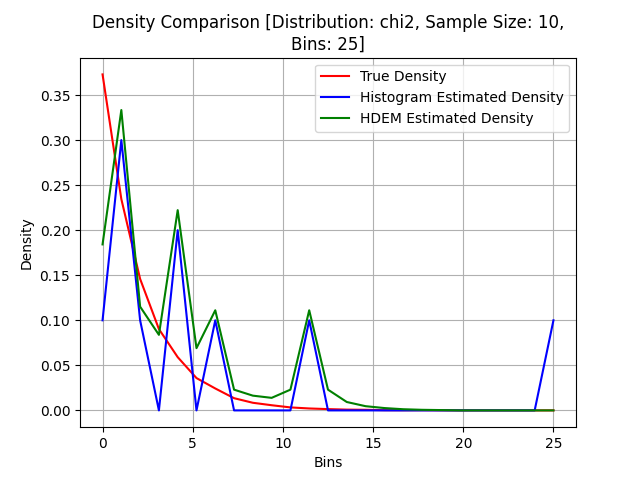 Density Comparison [Distribution: chi2, Sample Size: 10,
Bins: 25]
True Density
Histogram Estimated Density
HDEM Estimated Density
Density
0.35
0.30
0.25
0.20
0.15
0.10
0.05
0.00
0 5 10 15 20 25
Bins